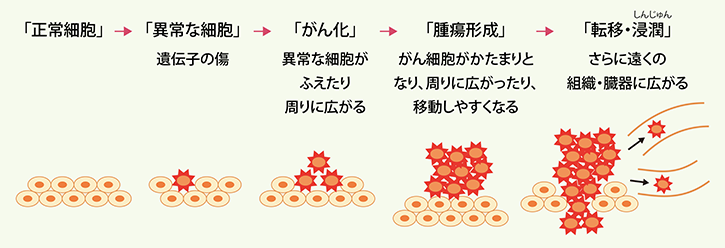 「正常細胞」→「異常な細胞」→「がん化」→「腫瘍形成」→「転移・浸潤」
しんじゅん
遺伝子の傷
異常な細胞が
ふえたり
周りに広がる
がん細胞がかたまりと
なり、周りに広がったり、
移動しやすくなる
さらに遠くの
組織・臓器に広がる